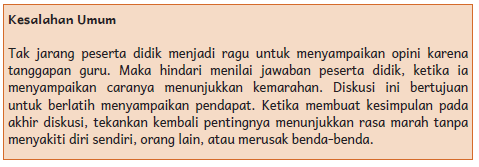 Kesalahan Umum
Tak jarang peserta didik menjadi ragu untuk menyampaikan opini karena
tanggapan guru. Maka hindari menilai jawaban peserta didik, ketika ia
menyampaikan caranya menunjukkan kemarahan. Diskusi ini bertujuan
untuk berlatih menyampaikan pendapat. Ketika membuat kesimpulan pada
akhir diskusi, tekankan kembali pentingnya menunjukkan rasa marah tanpa
menyakiti diri sendiri, orang lain, atau merusak benda-benda.